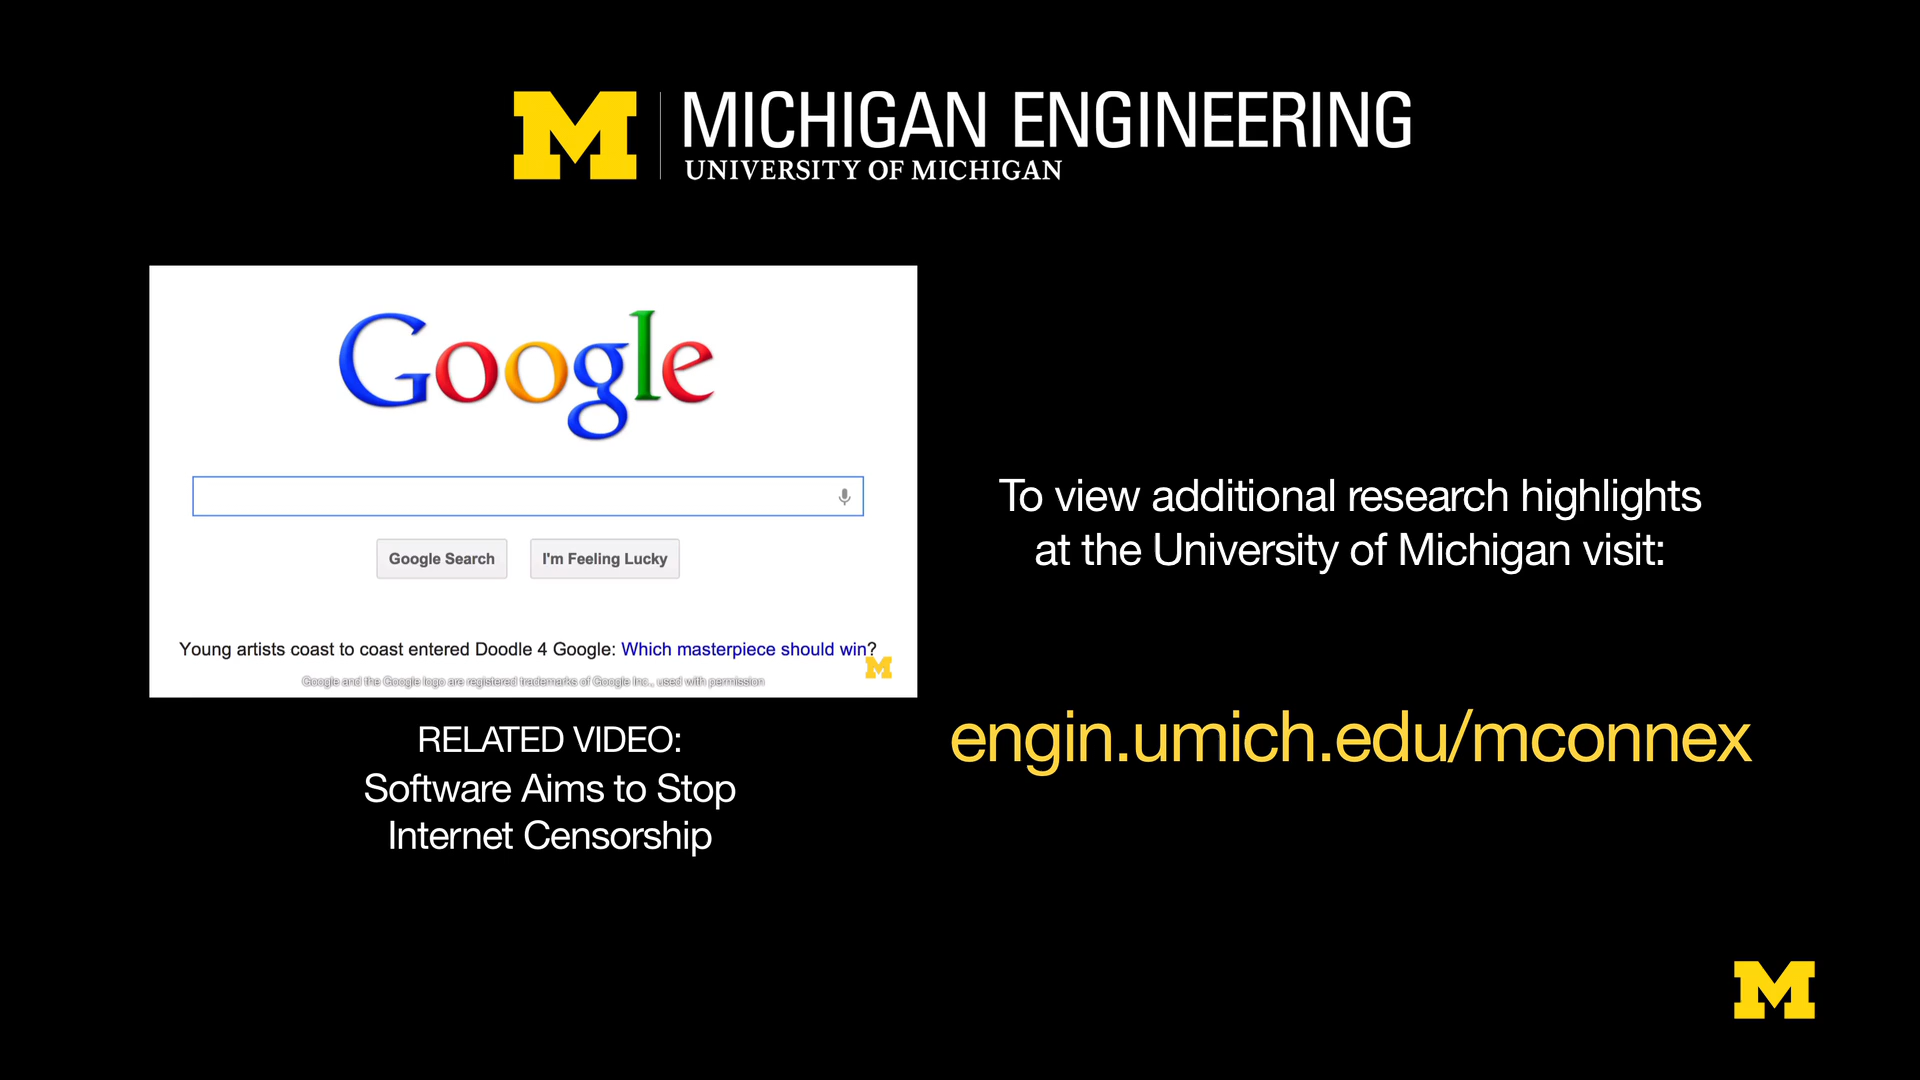 M MICHIGAN ENGINEERING
UNIVERSITY OF MICHIGAN
Google
Google Search
I'm Feeling Lucky
Young artists coast to coast entered Doodle 4 Google: Which masterpiece should win?
M
Google and the Google logo are registered trademarks of Google Inc., used with permission
RELATED VIDEO:
Software Aims to Stop
Internet Censorship
To view additional research highlights
at the University of Michigan visit:
engin.umich.edu/mconnex
M